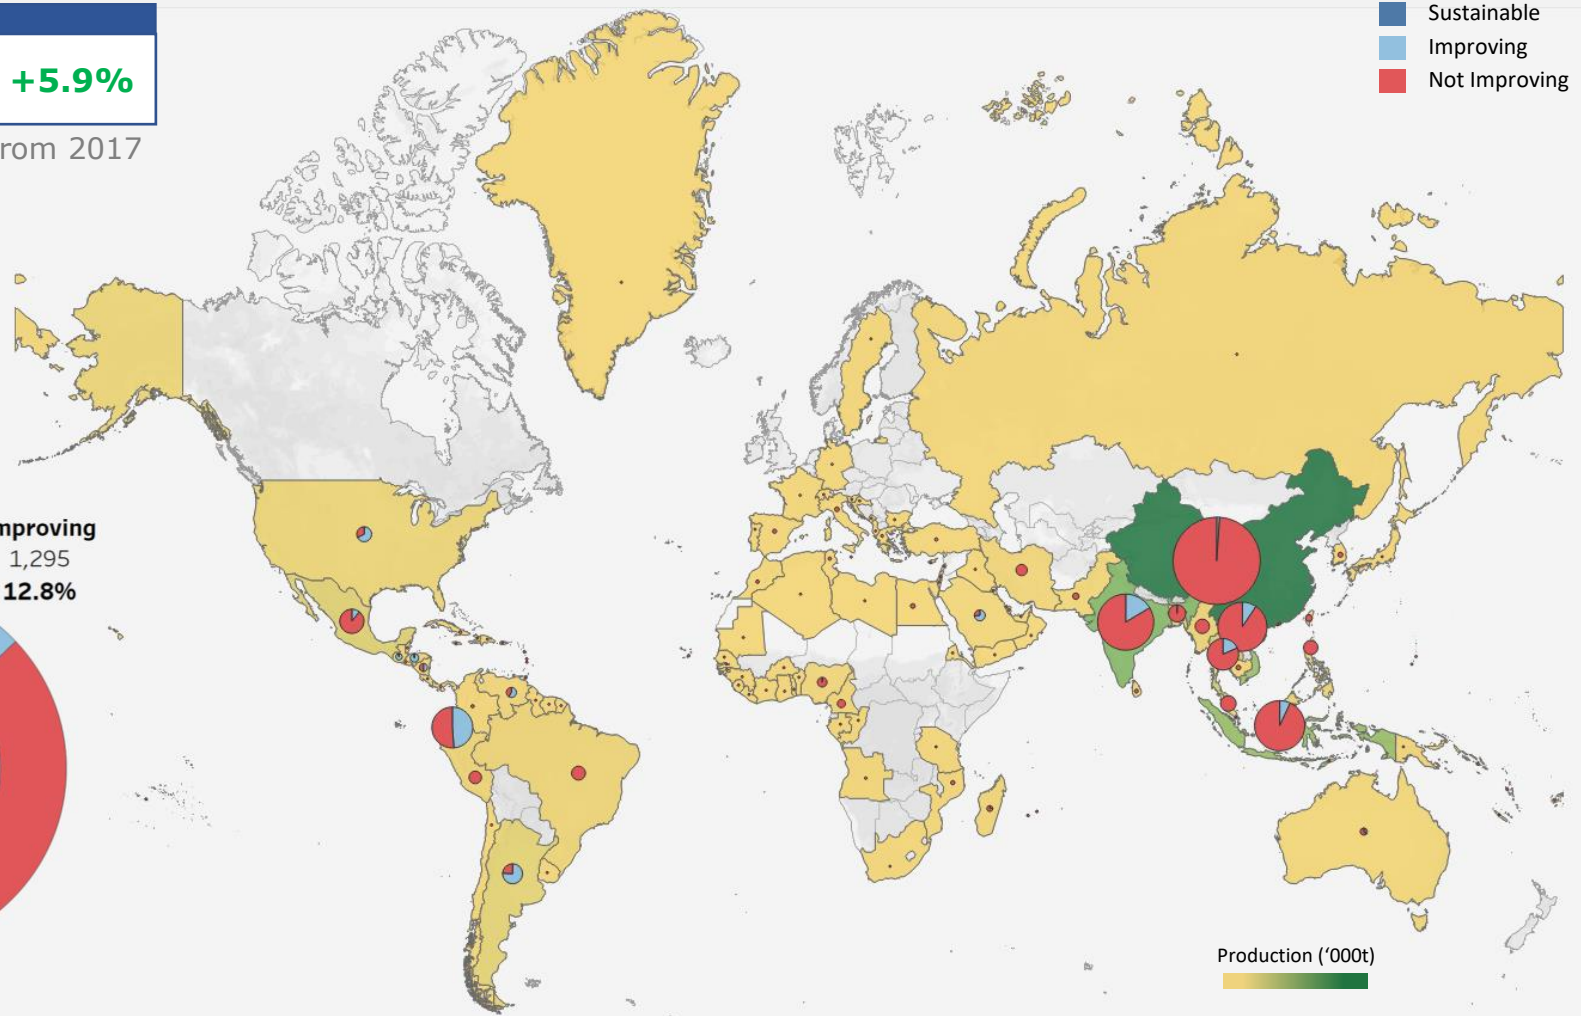 Sustainable
Improving
Not Improving
+5.9%
rom 2017
mproving
1,295
12.8%
Production (‘000t)